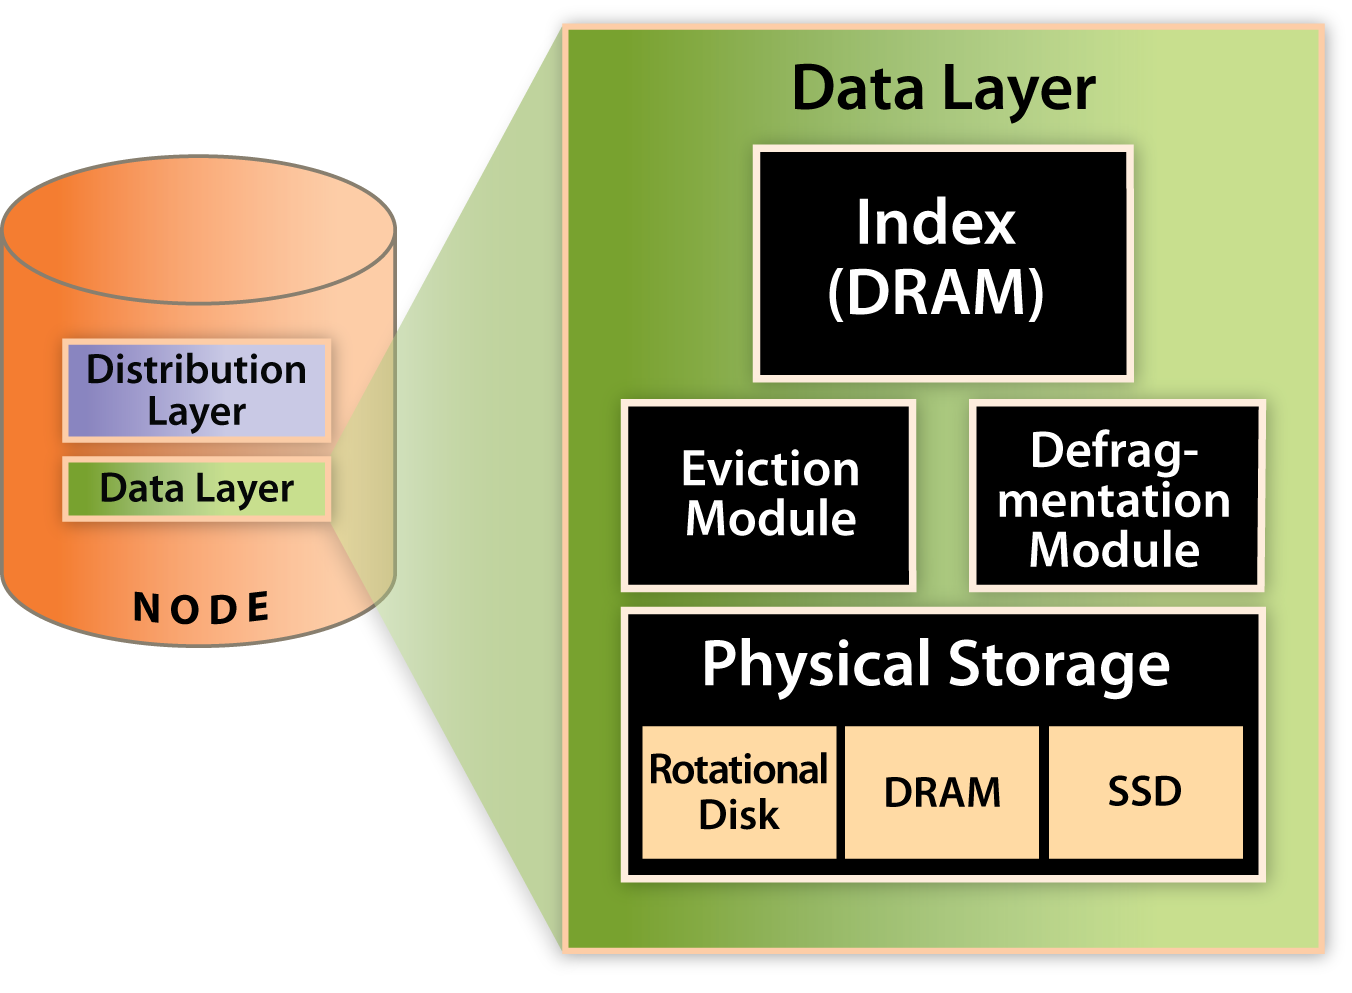 Distribution
Layer
Data Layer
NODE
Data Layer
Index
(DRAM)
Eviction
Module
Defrag-
mentation
Module
Physical Storage
Rotational
Disk
DRAM
SSD